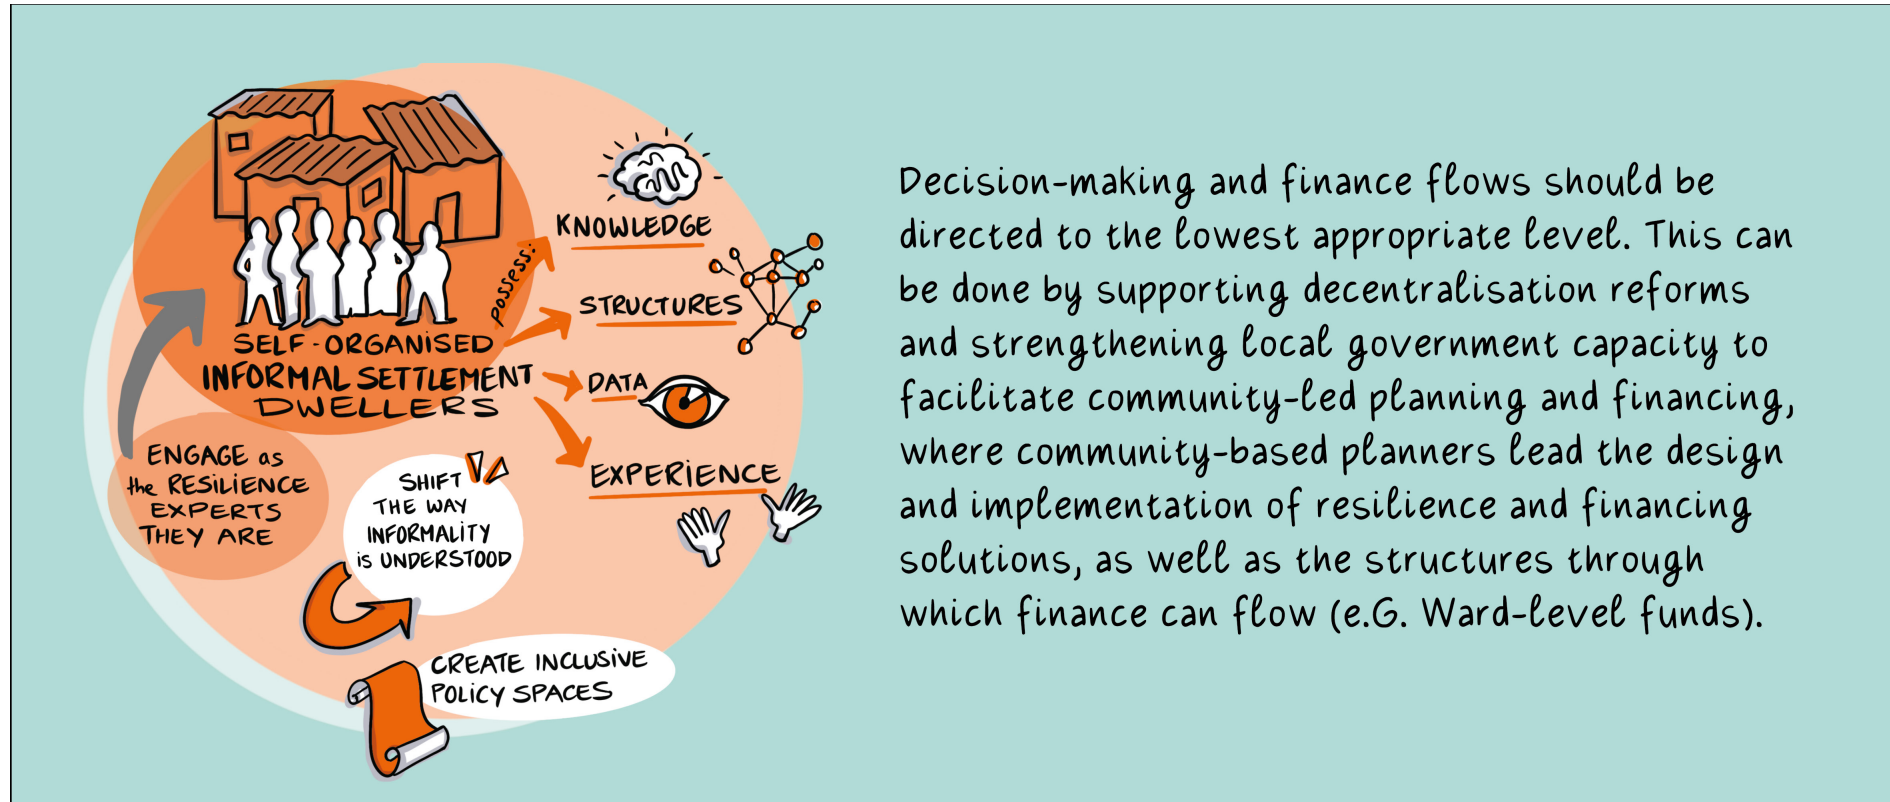 SELF-ORGANISED
INFORMAL SETTLEMENT
DWELLERS
possess:
KNOWLEDGE
STRUCTURES
DATA
EXPERIENCE
ENGAGE as
the RESILIENCE
EXPERTS
THEY ARE
SHIFT
THE WAY
INFORMALITY
is UNDERSTOOD
CREATE INCLUSIVE
POLICY SPACES
Decision-making and finance flows should be
directed to the lowest appropriate level. This can
be done by supporting decentralisation reforms
and strengthening local government capacity to
facilitate community-led planning and financing,
where community-based planners lead the design
and implementation of resilience and financing
solutions, as well as the structures through
which finance can flow (e.G. Ward-level funds).